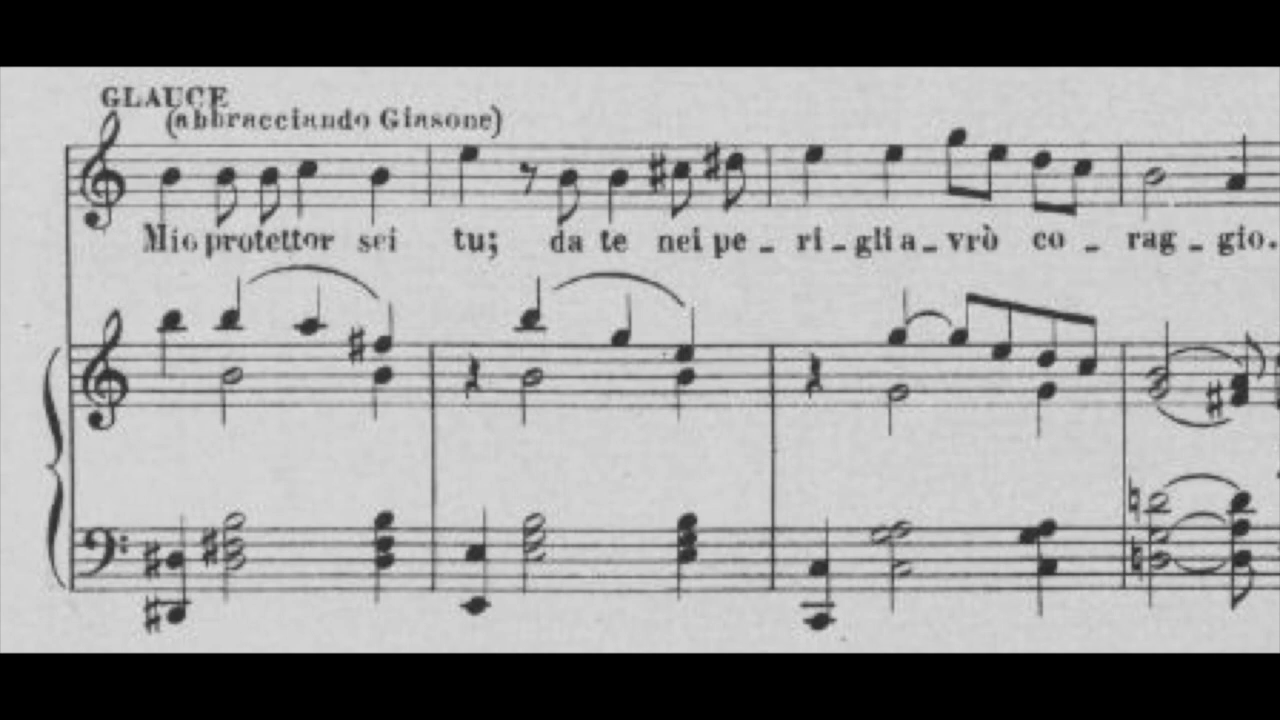 GLAUCE
(abbracciando Giasone)
Mio protettor sei tu; da te nei pe - ri - gli a - vrò co - rag - gio.